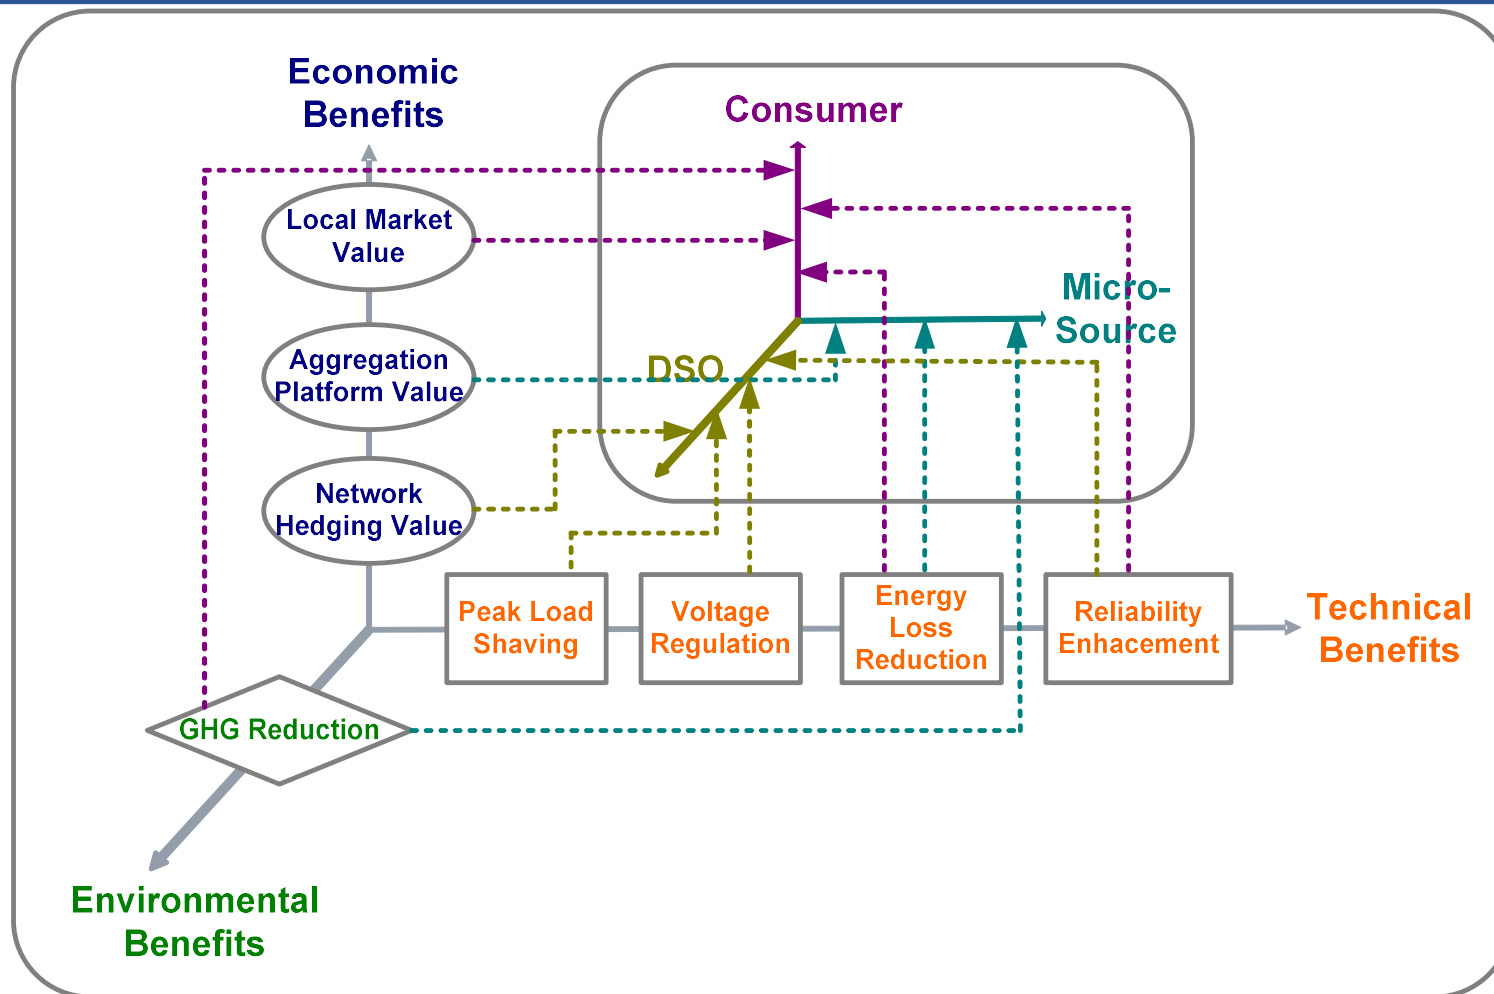 Economic
Benefits
Consumer
Local Market
Value
Micro-
Source
Aggregation
Platform Value
DSO
Network
Hedging Value
Peak Load
Shaving
Voltage
Regulation
Energy
Loss
Reduction
Reliability
Enhacement
Technical
Benefits
GHG Reduction
Environmental
Benefits